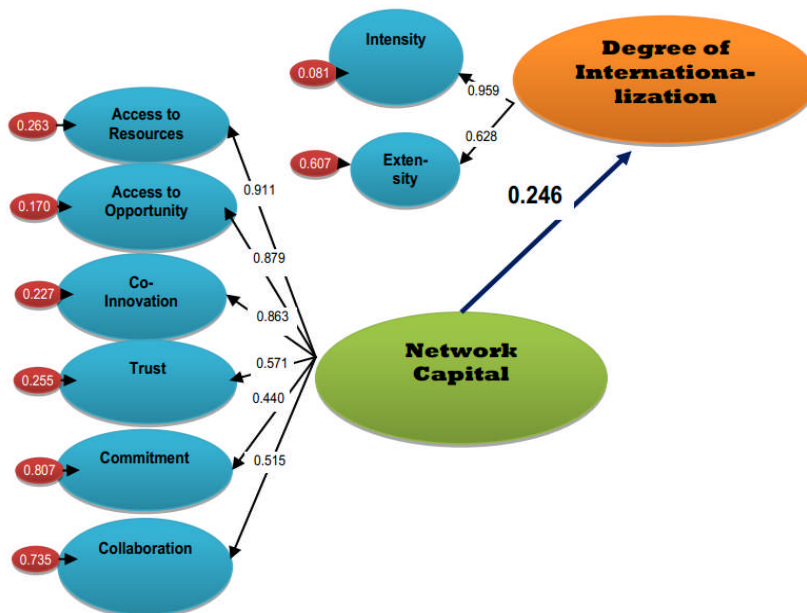 Intensity
0.081
Degree of
Internationa-
lization
0.959
0.628
0.607
Exten-
sity
0.246
0.263
Access to
Resources
0.911
0.170
Access to
Opportunity
0.879
0.227
Co-
Innovation
0.863
0.255
Trust
0.571
0.440
Network
Capital
0.807
Commitment
0.515
0.735
Collaboration